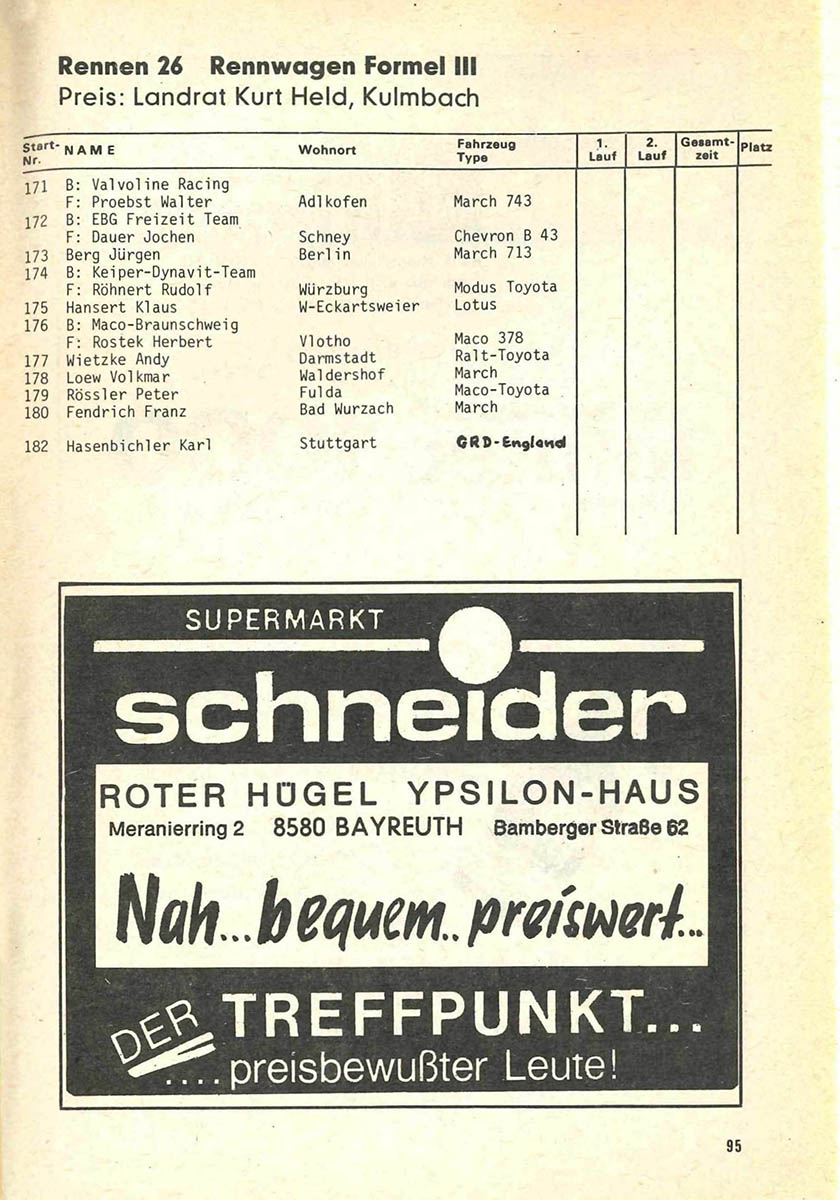 Rennen 26 Rennwagen Formel III
Preis: Landrat Kurt Held, Kulmbach
Start-Nr. NAME Wohnort Fahrzeug Type 1. Lauf 2. Lauf Gesamt-zeit Platz
171 B: Valvoline Racing
F: Proebst Walter Adlkofen March 743
172 B: EBG Freizeit Team
F: Dauer Jochen Schney Chevron B 43
173 Berg Jürgen Berlin March 713
174 B: Keiper-Dynavit-Team
F: Röhnert Rudolf Würzburg Modus Toyota
175 Hansert Klaus W-Eckartsweier Lotus
176 B: Maco-Braunschweig
F: Rostek Herbert Vlotho Maco 378
177 Wietzke Andy Darmstadt Ralt-Toyota
178 Loew Volkmar Waldershof March
179 Rössler Peter Fulda Maco-Toyota
180 Fendrich Franz Bad Wurzach March
182 Hasenbichler Karl Stuttgart GRD-England
SUPERMARKT
schneider
ROTER HÜGEL YPSILON-HAUS
Meranierring 2 8580 BAYREUTH Bamberger Straße 62
Nah... bequem.. preiswert...
DER TREFFPUNKT...
.... preisbewußter Leute!
95